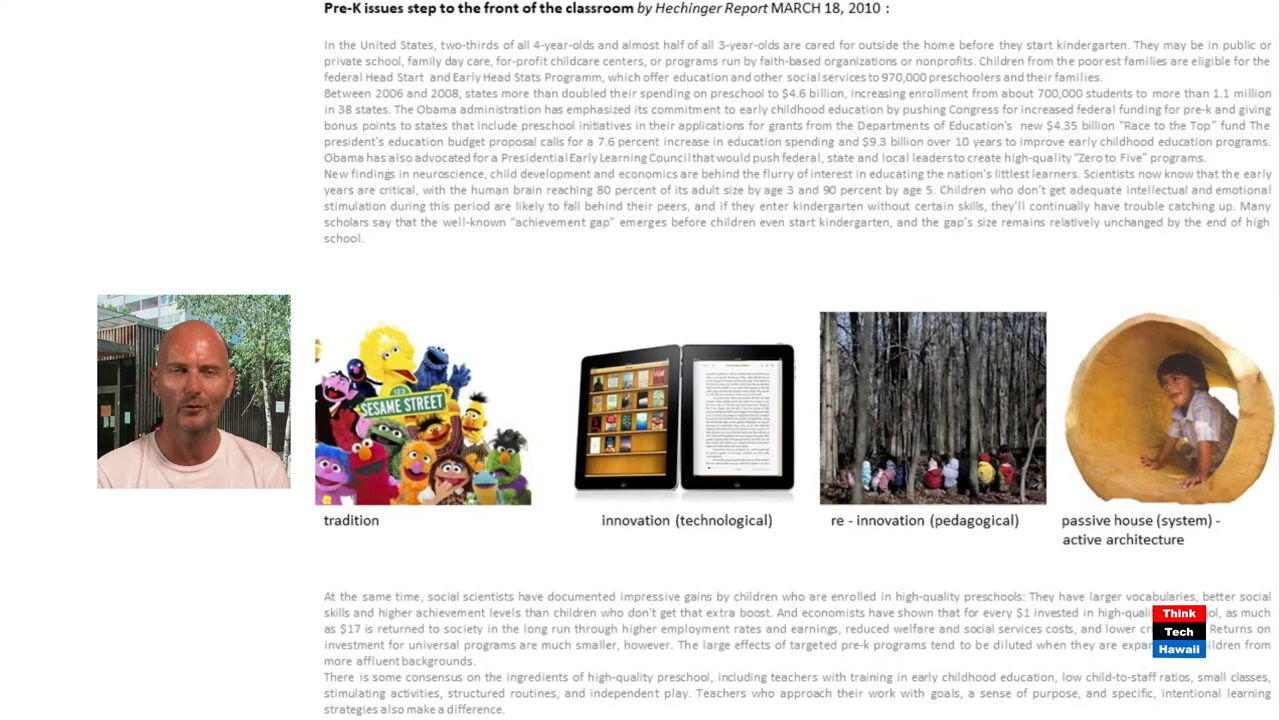 Pre-K issues step to the front of the classroom by Hechinger Report MARCH 18, 2010 :
In the United States, two-thirds of all 4-year-olds and almost half of all 3-year-olds are cared for outside the home before they start kindergarten. They may be in public or
private school, family day care, for-profit childcare centers, or programs run by faith-based organizations or nonprofits. Children from the poorest families are eligible for the
federal Head Start and Early Head Stats Programm, which offer education and other social services to 970,000 preschoolers and their families.
Between 2006 and 2008, states more than doubled their spending on preschool to $4.6 billion, increasing enrollment from about 700,000 students to more than 1.1 million
in 38 states. The Obama administration has emphasized its commitment to early childhood education by pushing Congress for increased federal funding for pre-k and giving
bonus points to states that include preschool initiatives in their applications for grants from the Departments of Education's new $4.35 billion "Race to the Top" fund The
president's education budget proposal calls for a 7.6 percent increase in education spending and $9.3 billion over 10 years to improve early childhood education programs.
Obama has also advocated for a Presidential Early Learning Council that would push federal, state and local leaders to create high-quality "Zero to Five" programs.
New findings in neuroscience, child development and economics are behind the flurry of interest in educating the nation's littlest learners. Scientists now know that the early
years are critical, with the human brain reaching 80 percent of its adult size by age 3 and 90 percent by age 5. Children who don't get adequate intellectual and emotional
stimulation during this period are likely to fall behind their peers, and if they enter kindergarten without certain skills, they'll continually have trouble catching up. Many
scholars say that the well-known "achievement gap" emerges before children even start kindergarten, and the gap's size remains relatively unchanged by the end of high
school.
123
SESAME STREET
tradition
innovation (technological)
re - innovation (pedagogical)
passive house (system) -
active architecture
At the same time, social scientists have documented impressive gains by children who are enrolled in high-quality preschools: They have larger vocabularies, better social
skills and higher achievement levels than children who don't get that extra boost. And economists have shown that for every $1 invested in high-quali ol, as much
as $17 is returned to society in the long run through higher employment rates and earnings, reduced welfare and social services costs, and lower cr Returns on
investment for universal programs are much smaller, however. The large effects of targeted pre-k programs tend to be diluted when they are expan ildren from
more affluent backgrounds.
There is some consensus on the ingredients of high-quality preschool, including teachers with training in early childhood education, low child-to-staff ratios, small classes,
stimulating activities, structured routines, and independent play. Teachers who approach their work with goals, a sense of purpose, and specific, intentional learning
strategies also make a difference.
Think
Tech
Hawaii